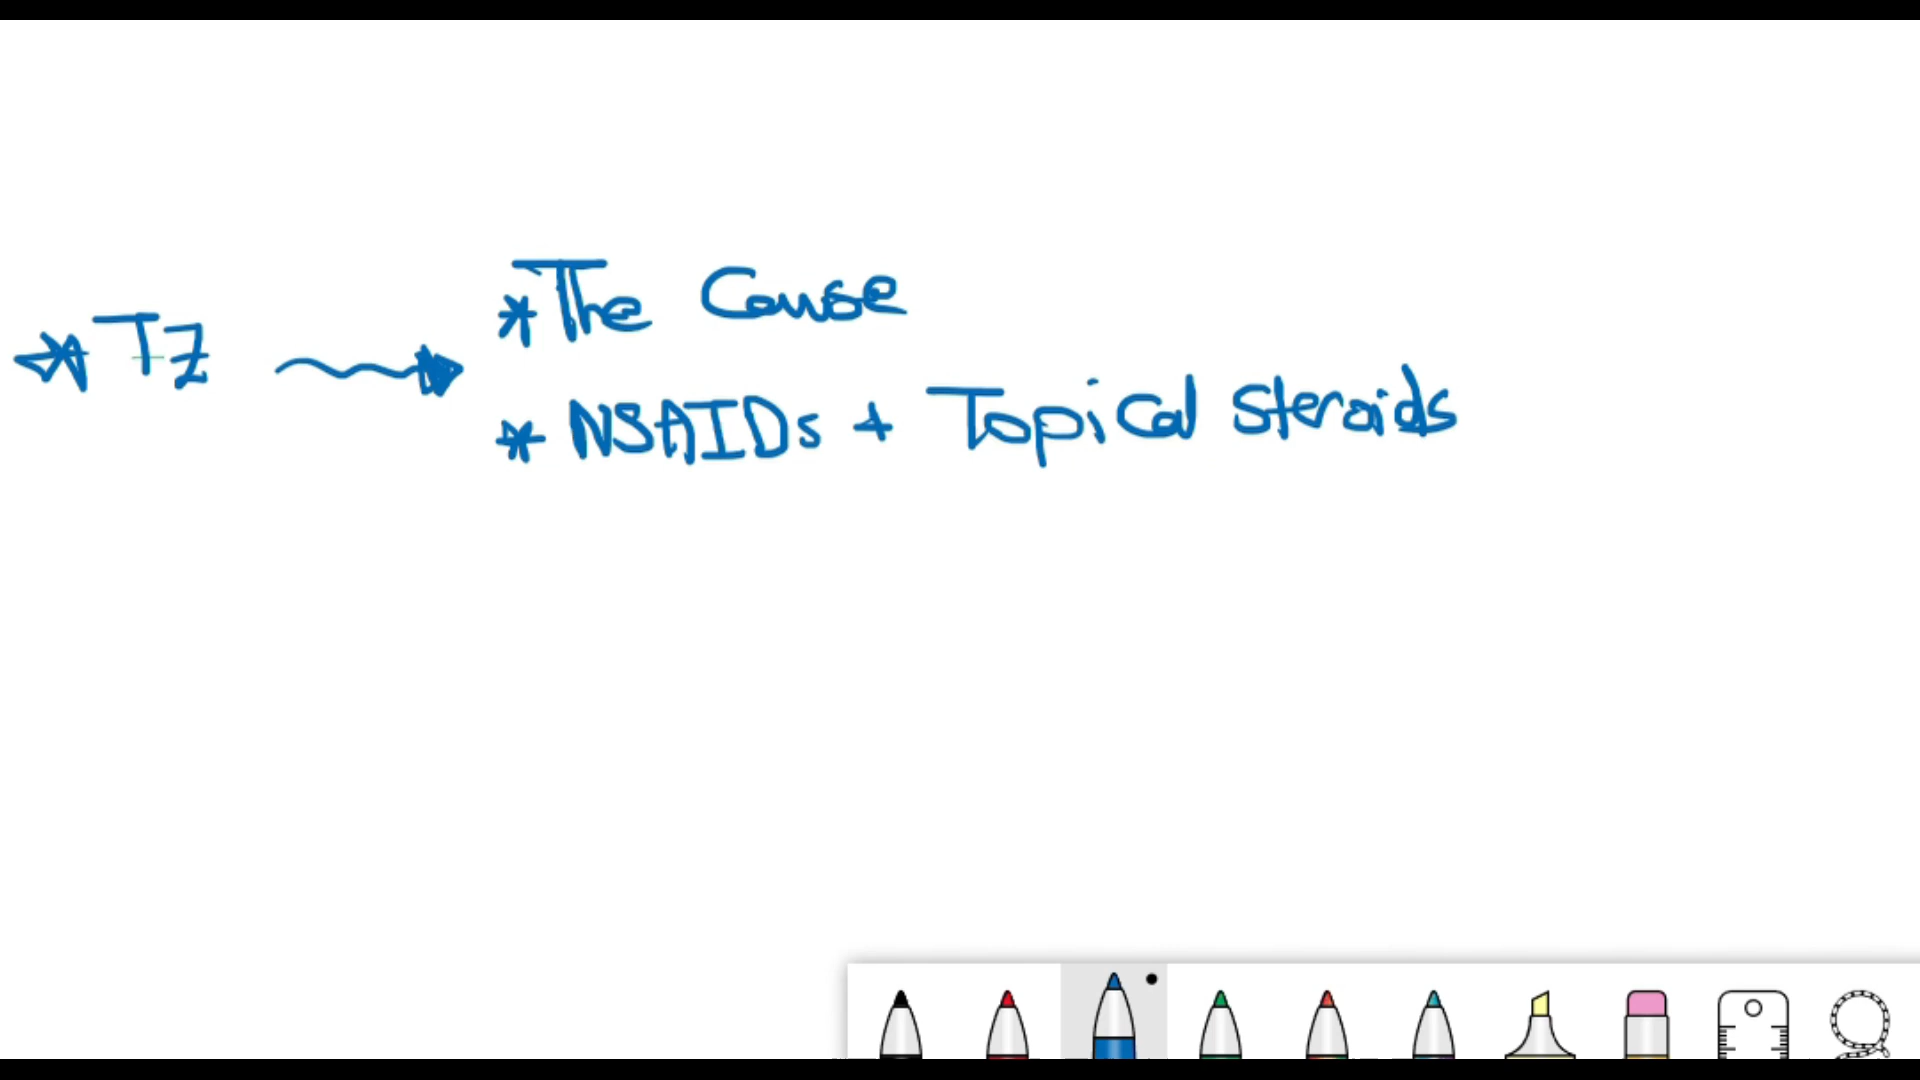 * TZ
* The Cause
* NSAIDs + Topical Steroids